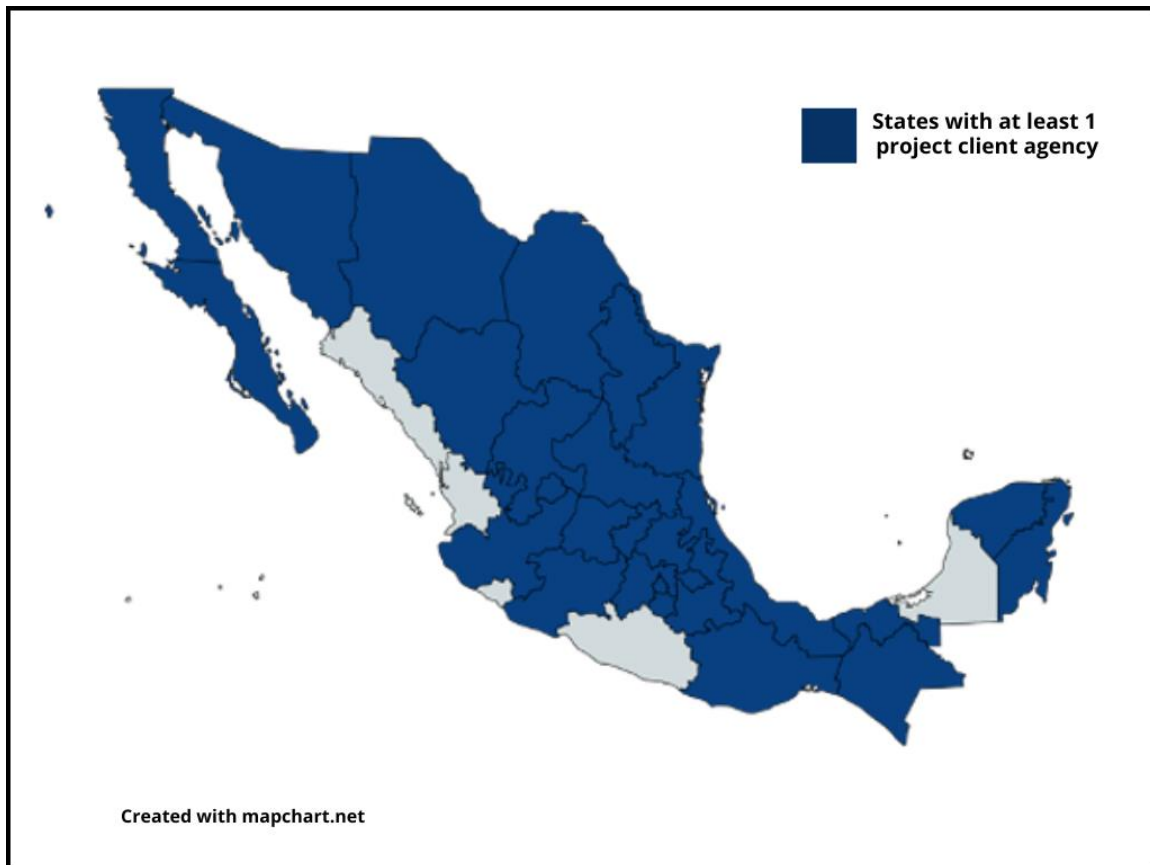 States with at least 1
project client agency
Created with mapchart.net